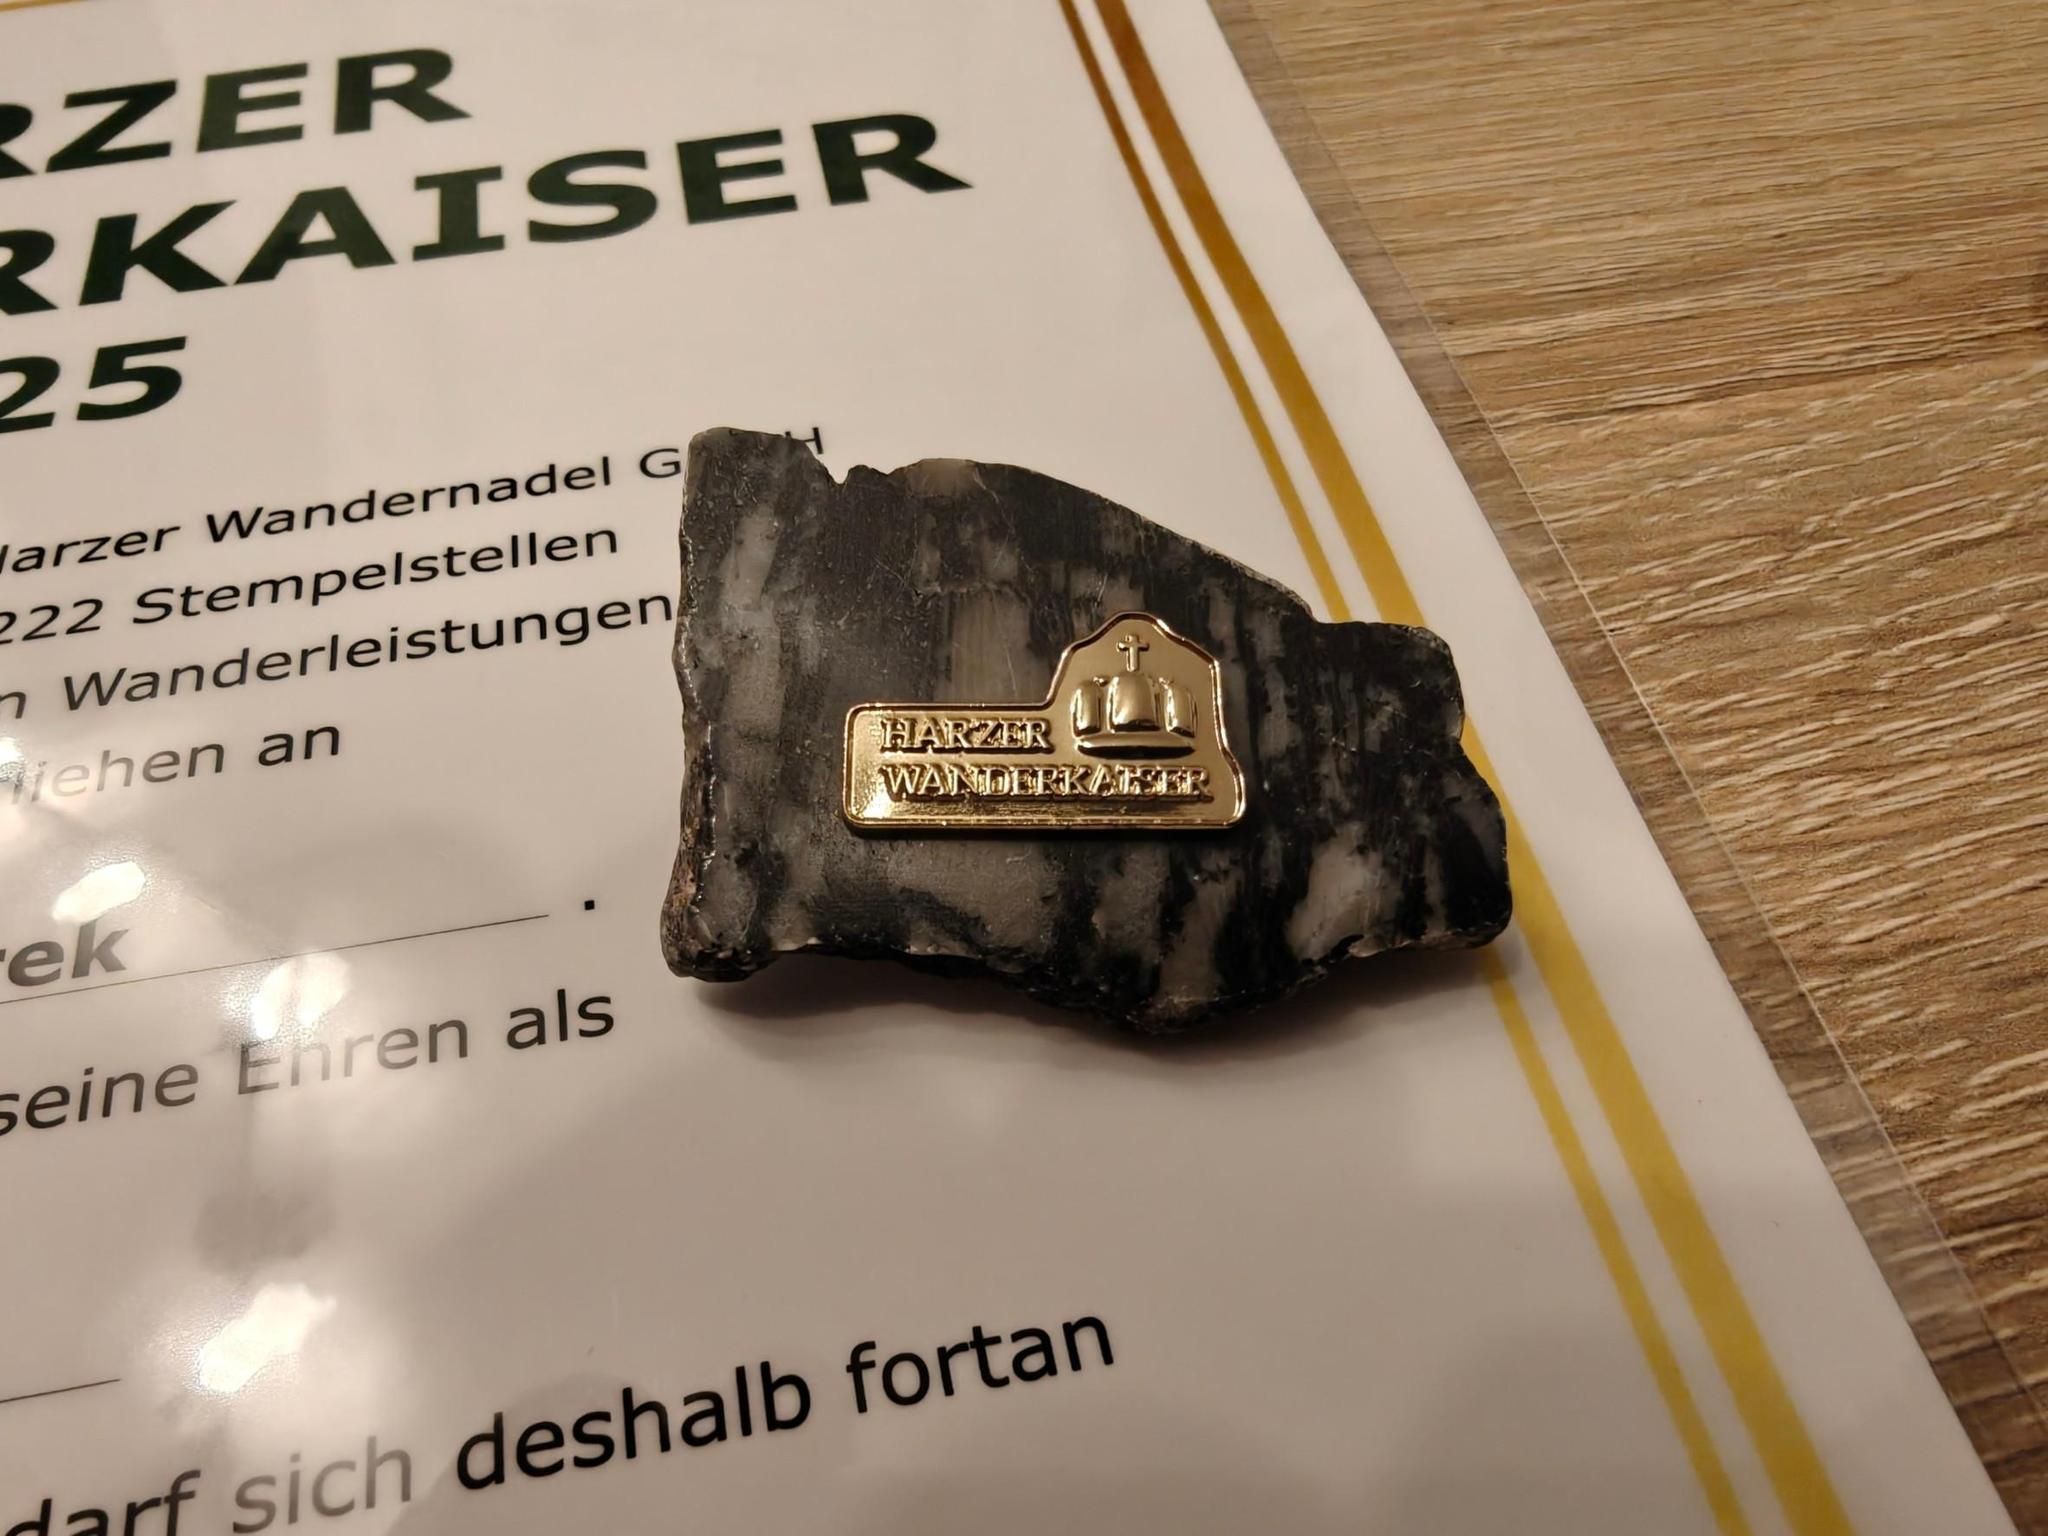 RZER
RKAISER
25
Harzer Wandernadel G H
222 Stempelstellen
n Wanderleistungen
liehen an
rek .
seine Ehren als
darf sich deshalb fortan
HARZER
WANDERKAISER